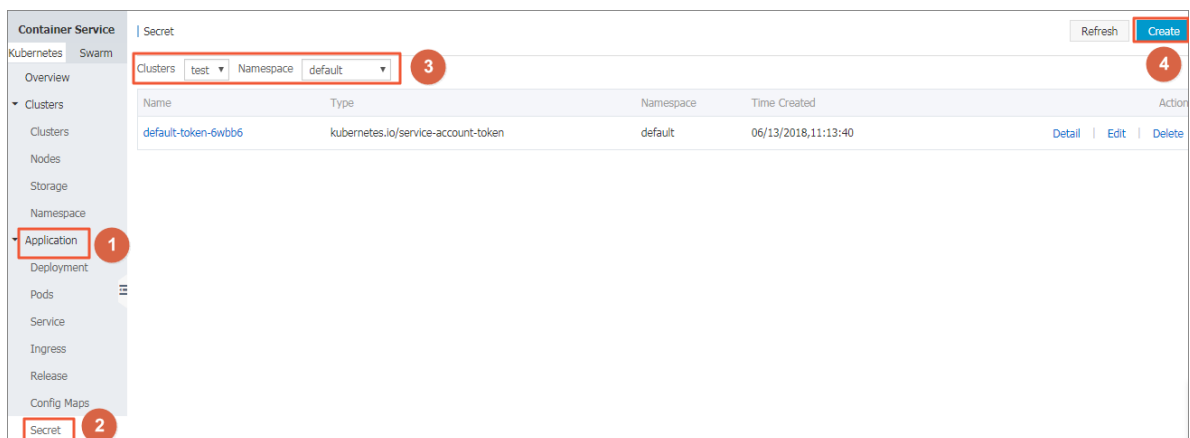 Container Service
Kubernetes Swarm
Overview
Clusters
Clusters
Nodes
Storage
Namespace
Application
1
Deployment
Pods
Service
Ingress
Release
Config Maps
Secret
2
Secret
Refresh Create
4
Clusters test Namespace default
3
Name Type Namespace Time Created Action
default-token-6wbb6 kubernetes.io/service-account-token default 06/13/2018,11:13:40 Detail | Edit | Delete